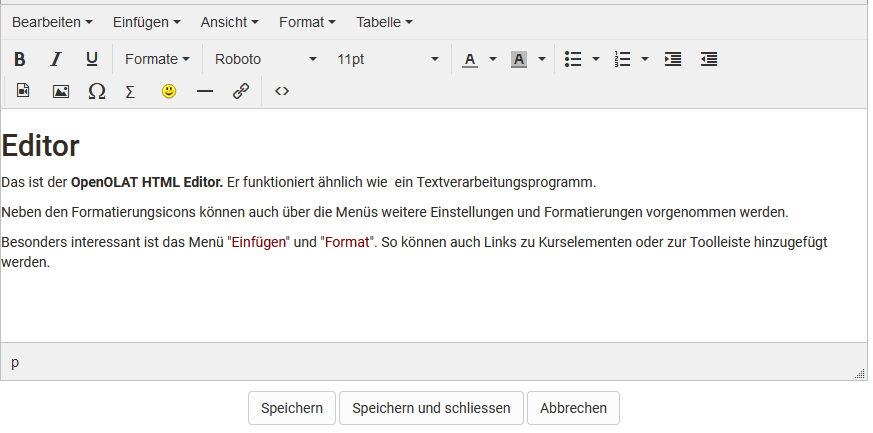 Bearbeiten Einfügen Ansicht Format Tabelle
B I U Formate Roboto 11pt A A
Ω Σ <>
Editor
Das ist der OpenOLAT HTML Editor. Er funktioniert ähnlich wie  ein Textverarbeitungsprogramm.
Neben den Formatierungsicons können auch über die Menüs weitere Einstellungen und Formatierungen vorgenommen werden.
Besonders interessant ist das Menü "Einfügen" und "Format". So können auch Links zu Kurselementen oder zur Toolleiste hinzugefügt
werden.
p
Speichern Speichern und schliessen Abbrechen